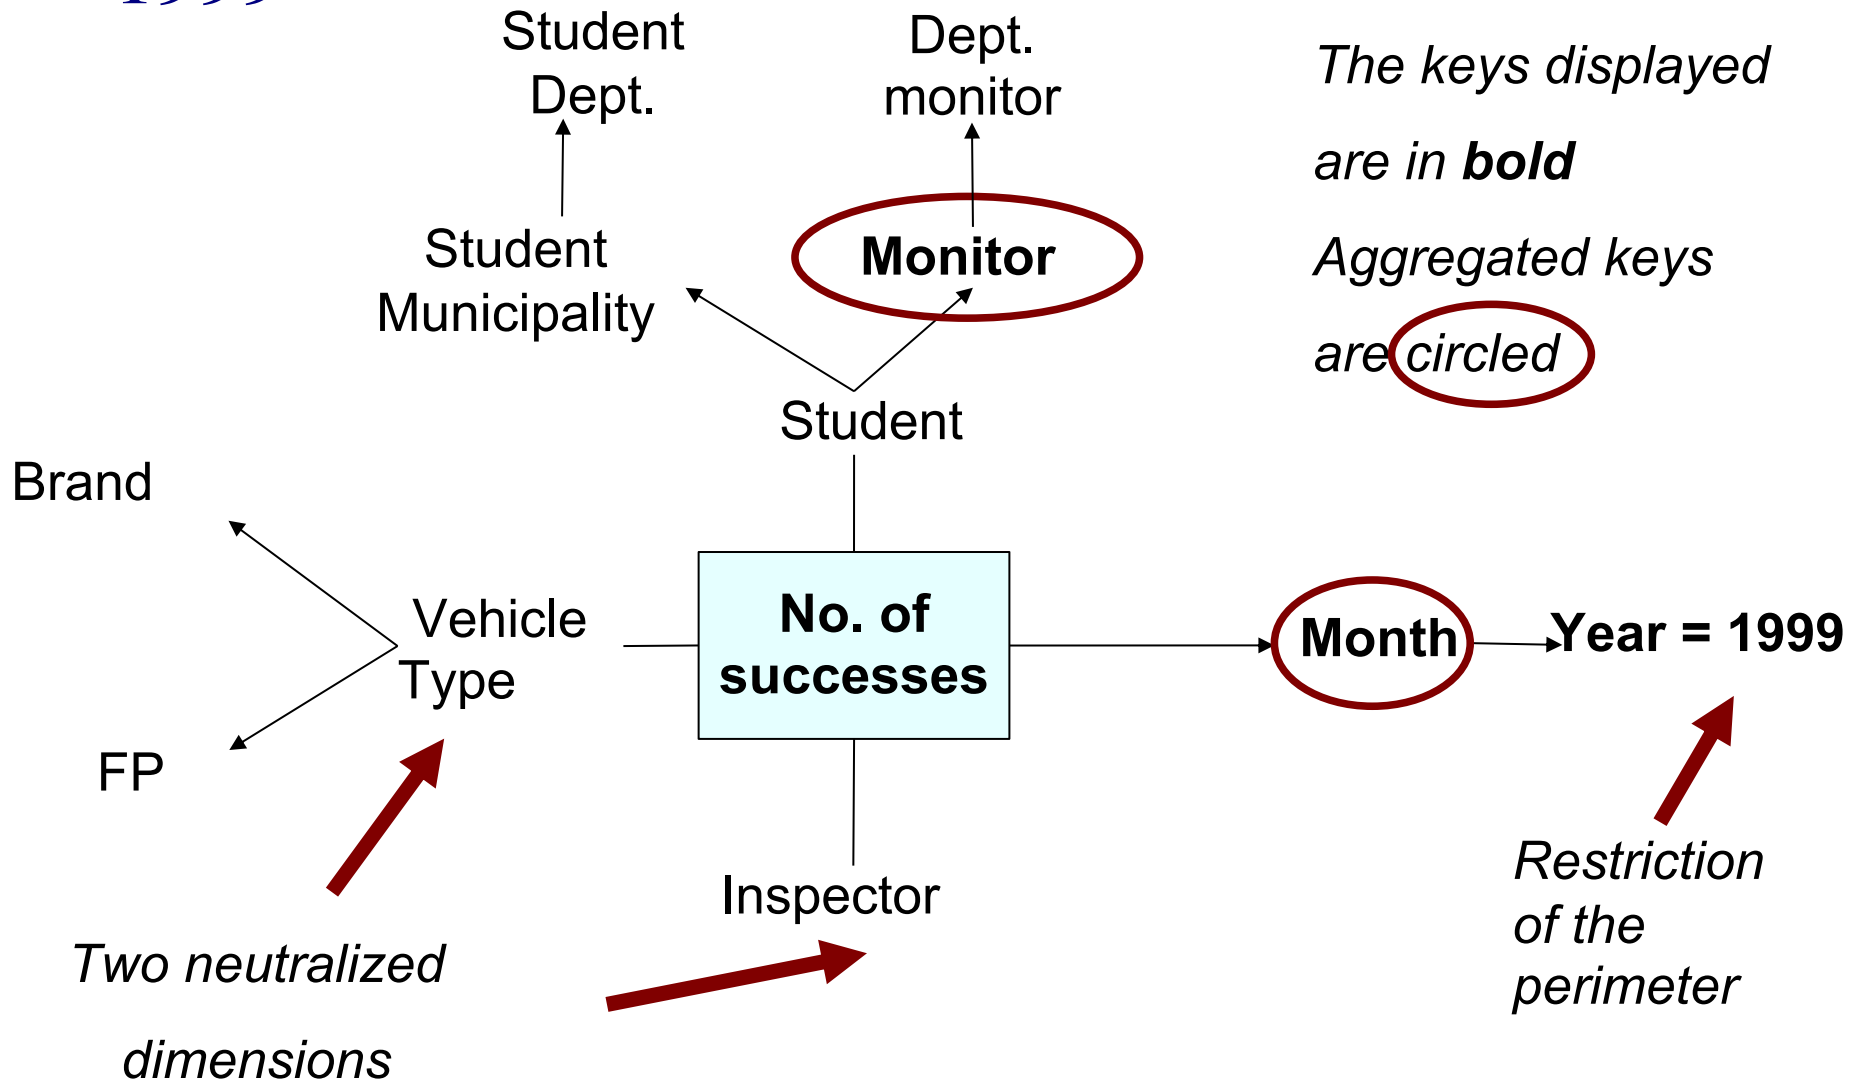 1999
Student
Dept.
Dept.
monitor
The keys displayed
are in bold
Aggregated keys
are circled
Student
Municipality
Monitor
Student
Brand
Vehicle
Type
FP
No. of
successes
Month
Year = 1999
Inspector
Two neutralized
dimensions
Restriction
of the
perimeter